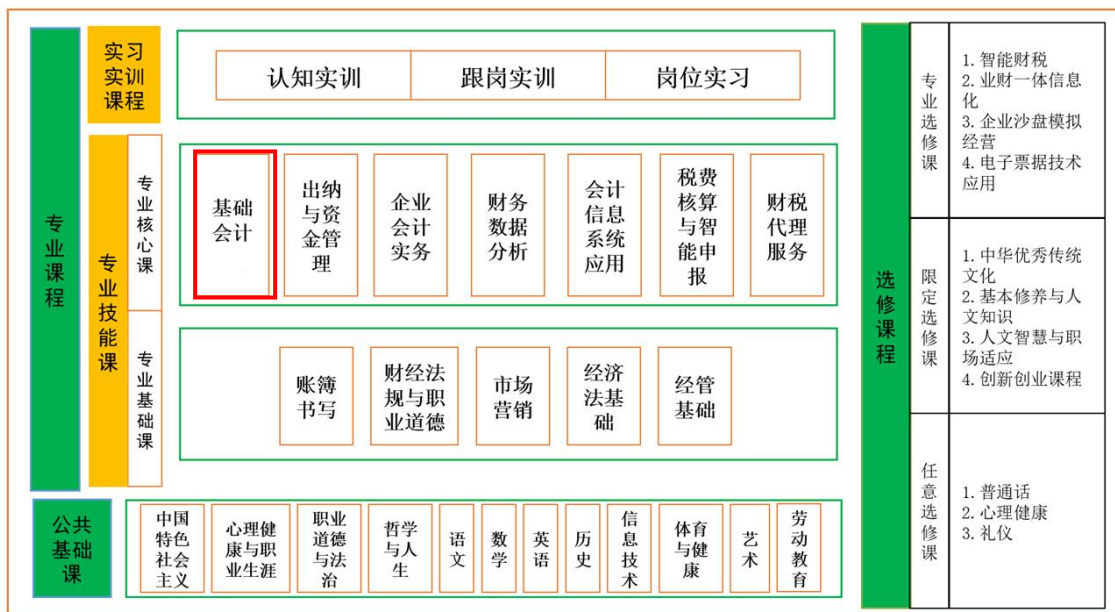 专业课程
实习
实训
课程
认知实训
跟岗实训
岗位实习
专业技能课
专业核心课
基础
会计
出纳
与资
金管
理
企业
会计
实务
财务
数据
分析
会计
信息
系统
应用
税费
核算
与智
能申
报
财税
代理
服务
专业基础课
账簿
书写
财经法
规与职
业道德
市场
营销
经济
法基
础
经管
基础
公共
基础
课
中国
特色
社会
主义
心理健
康与职
业生涯
职业
道德
与法
治
哲学
与人
生
语文
数学
英语
历史
信息技术
体育
与健
康
艺术
劳动教育
选修课程
专业选修课
1. 智能财税
2. 业财一体信息
化
3. 企业沙盘模拟
经营
4. 电子票据技术
应用
限定选修课
1. 中华优秀传统
文化
2. 基本修养与人
文知识
3. 人文智慧与职
场适应
4. 创新创业课程
任意选修课
1. 普通话
2. 心理健康
3. 礼仪